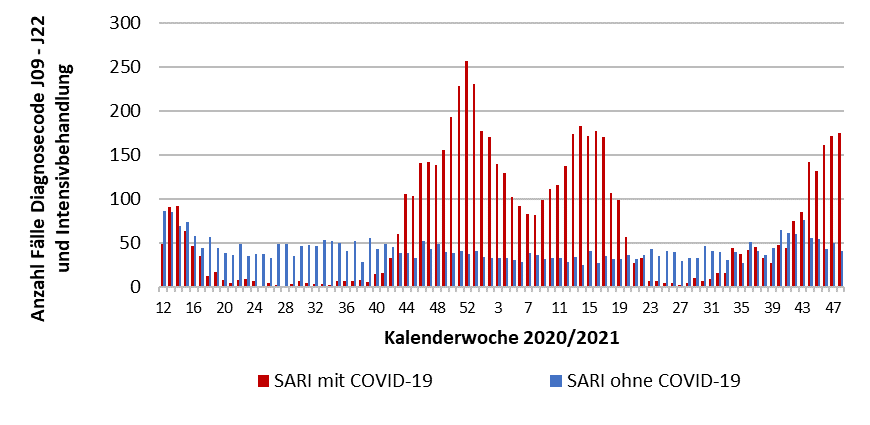 Anzahl Fälle Diagnosecode J09 - J22
und Intensivbehandlung
300
250
200
150
100
50
0
12 16 20 24 28 32 36 40 44 48 52 3 7 11 15 19 23 27 31 35 39 43 47
Kalenderwoche 2020/2021
SARI mit COVID-19 SARI ohne COVID-19